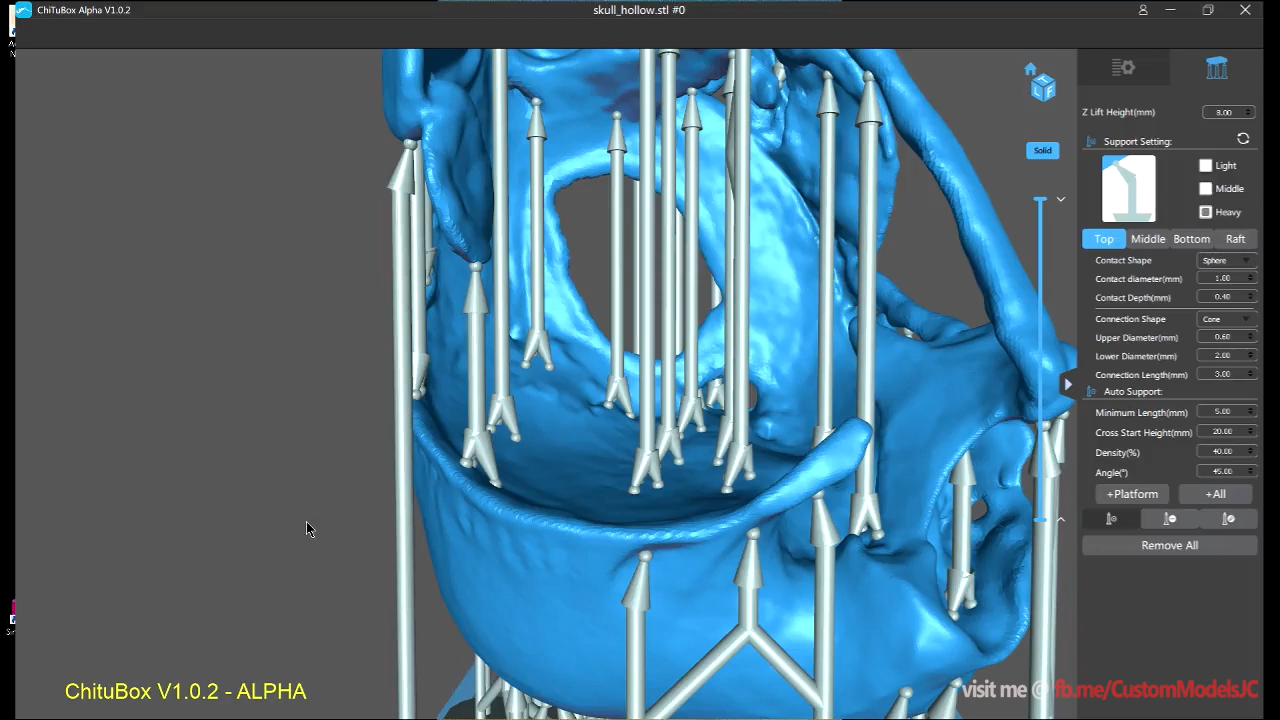 ChiTuBox Alpha V1.0.2
skull_hollow.stl #0
T
L F
Solid
Z Lift Height(mm) 8.00
Support Setting:
Light
Middle
Heavy
Top Middle Bottom Raft
Contact Shape Sphere
Contact diameter(mm) 1.00
Contact Depth(mm) 0.40
Connection Shape Cone
Upper Diameter(mm) 0.60
Lower Diameter(mm) 2.00
Connection Length(mm) 3.00
Auto Support:
Minimum Length(mm) 5.00
Cross Start Height(mm) 20.00
Density(%) 40.00
Angle(°) 45.00
+Platform +All
Remove All
ChituBox V1.0.2 - ALPHA
visit me @ fb.me/CustomModelsJC